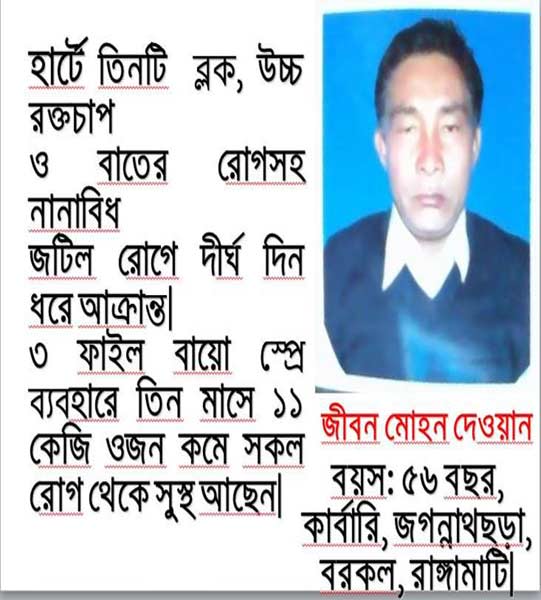 হার্টে তিনটি ব্লক, উচ্চ
রক্তচাপ
ও বাতের রোগসহ
নানাবিধ
জটিল রোগে দীর্ঘ দিন
ধরে আক্রান্ত|
৩ ফাইল বায়ো স্প্রে
ব্যবহারে তিন মাসে ১১
কেজি ওজন কমে সকল
রোগ থেকে সুস্থ আছেন|
জীবন মোহন দেওয়ান
বয়স: ৫৬ বছর,
কার্বারি, জগন্নাথছড়া,
বরকল, রাঙ্গামাটি|